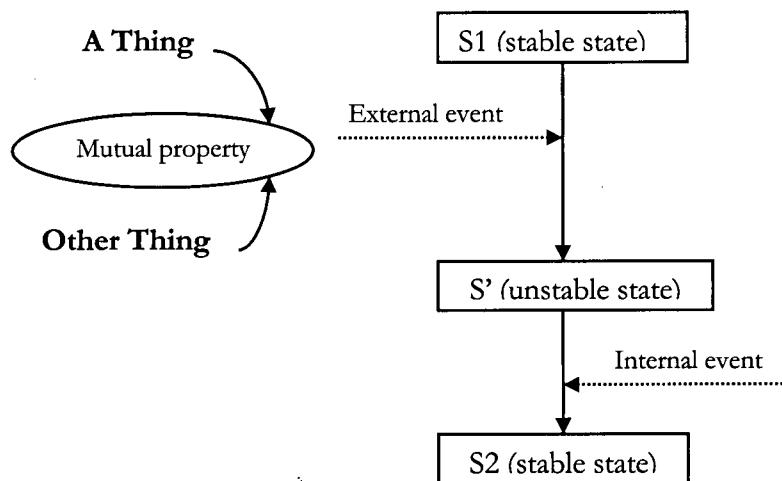 A Thing
Mutual property
Other Thing
S1 (stable state)
External event
S' (unstable state)
Internal event
S2 (stable state)